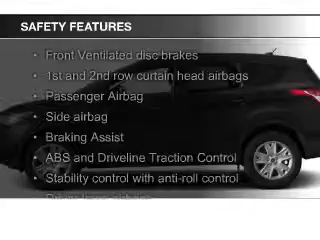 SAFETY FEATURES
• Front Ventilated disc brakes
• 1st and 2nd row curtain head airbags
• Passenger Airbag
• Side airbag
• Braking Assist
• ABS and Driveline Traction Control
• Stability control with anti-roll control